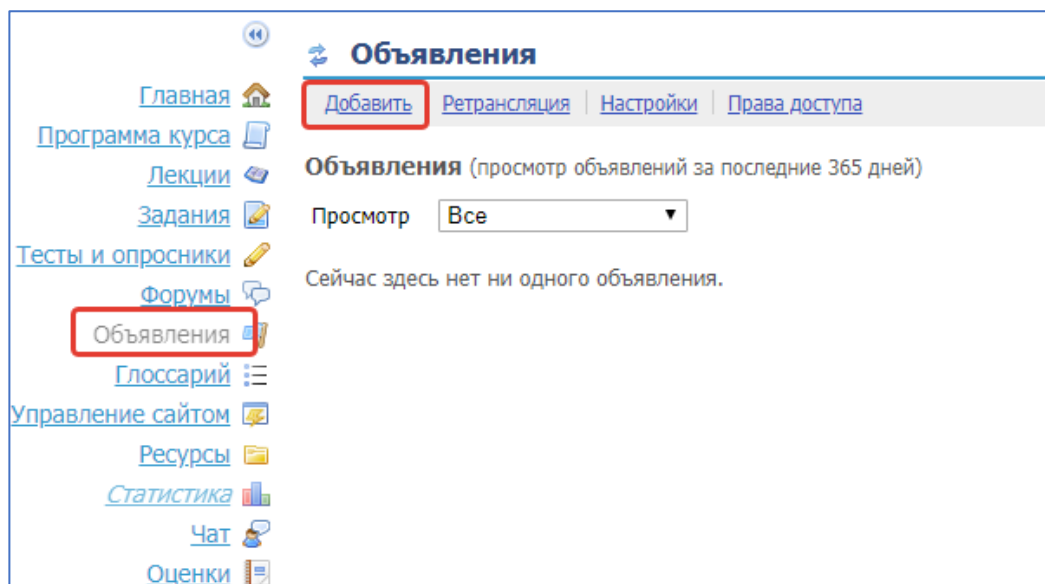 Объявления
Добавить Ретрансляция Настройки Права доступа
Объявления (просмотр объявлений за последние 365 дней)
Просмотр Все
Сейчас здесь нет ни одного объявления.
Главная
Программа курса
Лекции
Задания
Тесты и опросники
Форумы
Объявления
Глоссарий
Управление сайтом
Ресурсы
Статистика
Чат
Оценки